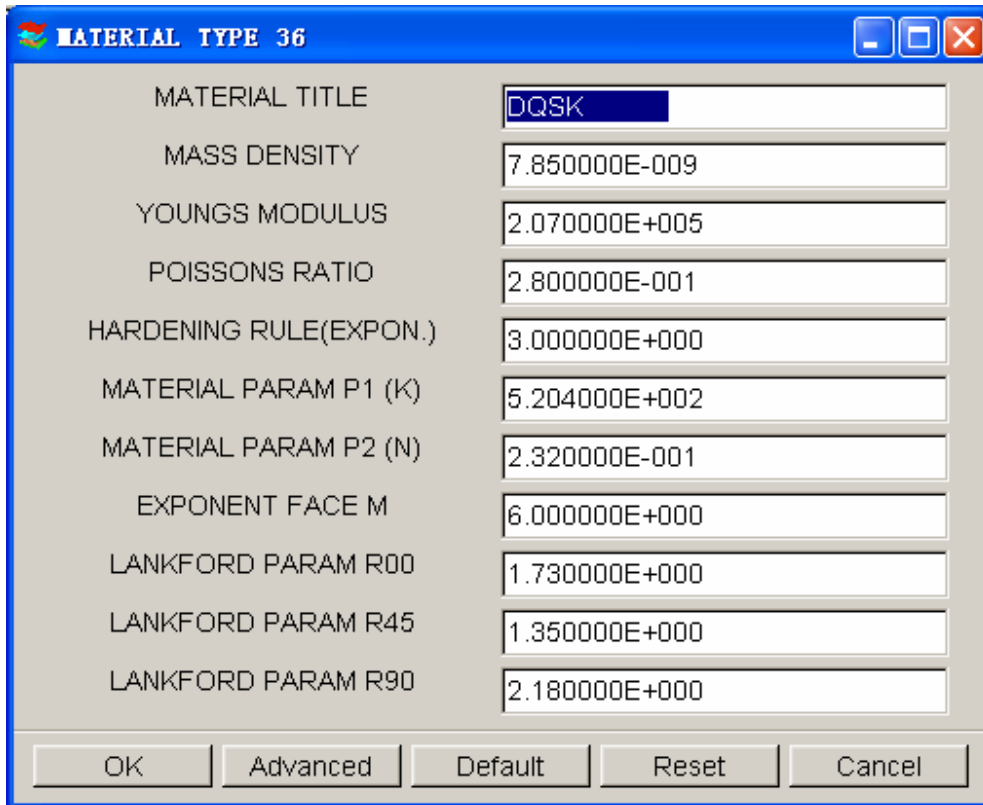 MATERIAL TYPE 36
MATERIAL TITLE DQSK
MASS DENSITY 7.850000E-009
YOUNGS MODULUS 2.070000E+005
POISSONS RATIO 2.800000E-001
HARDENING RULE(EXPON.) 3.000000E+000
MATERIAL PARAM P1 (K) 5.204000E+002
MATERIAL PARAM P2 (N) 2.320000E-001
EXPONENT FACE M 6.000000E+000
LANKFORD PARAM R00 1.730000E+000
LANKFORD PARAM R45 1.350000E+000
LANKFORD PARAM R90 2.180000E+000
OK Advanced Default Reset Cancel